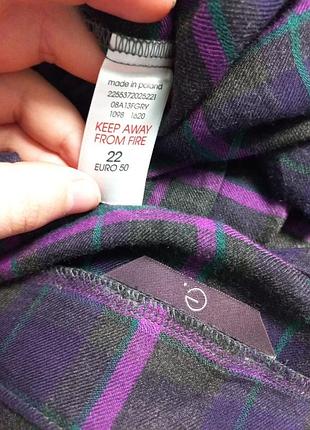 made in poland
2255372025221
08A13FGRY
1098 1620
KEEP AWAY
FROM FIRE
22
EURO 50